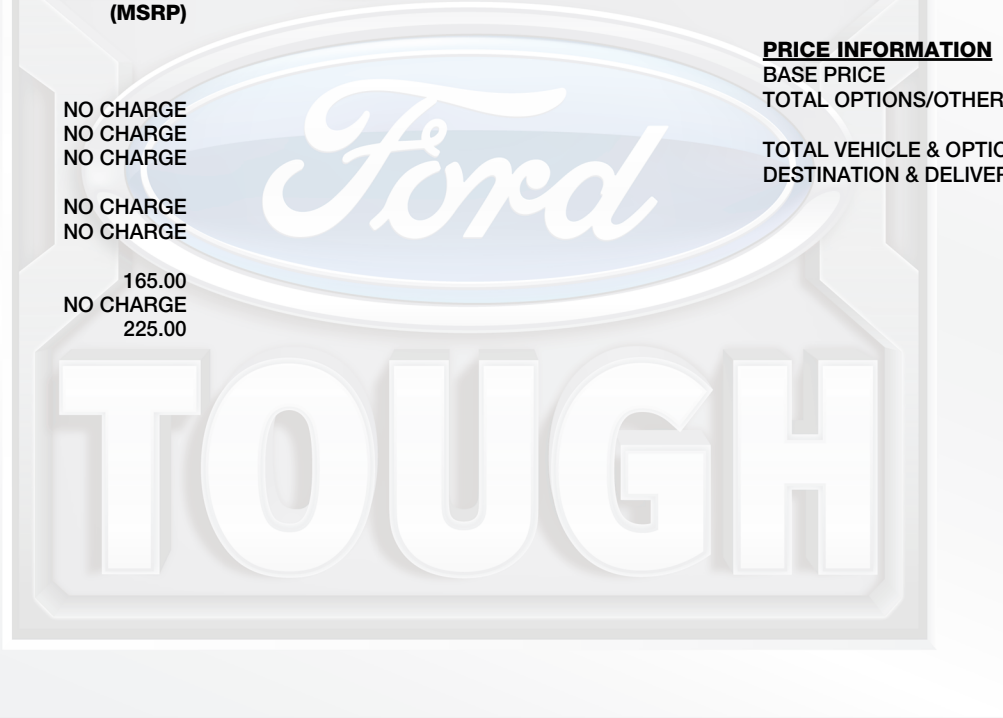 (MSRP)
NO CHARGE
NO CHARGE
NO CHARGE
NO CHARGE
NO CHARGE
165.00
NO CHARGE
225.00
PRICE INFORMATION
BASE PRICE
TOTAL OPTIONS/OTHER
TOTAL VEHICLE & OPTIO
DESTINATION & DELIVER
Ford
TOUGH